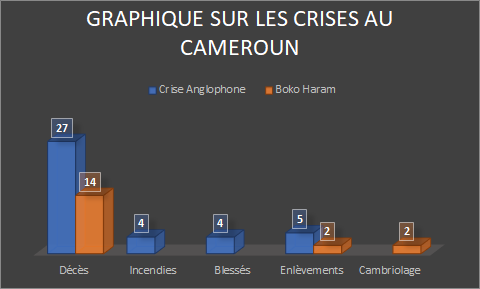 GRAPHIQUE SUR LES CRISES AU
CAMEROUN
Crise Anglophone Boko Haram
27
14
4
4
5
2
2
Décès Incendies Blessés Enlèvements Cambriolage